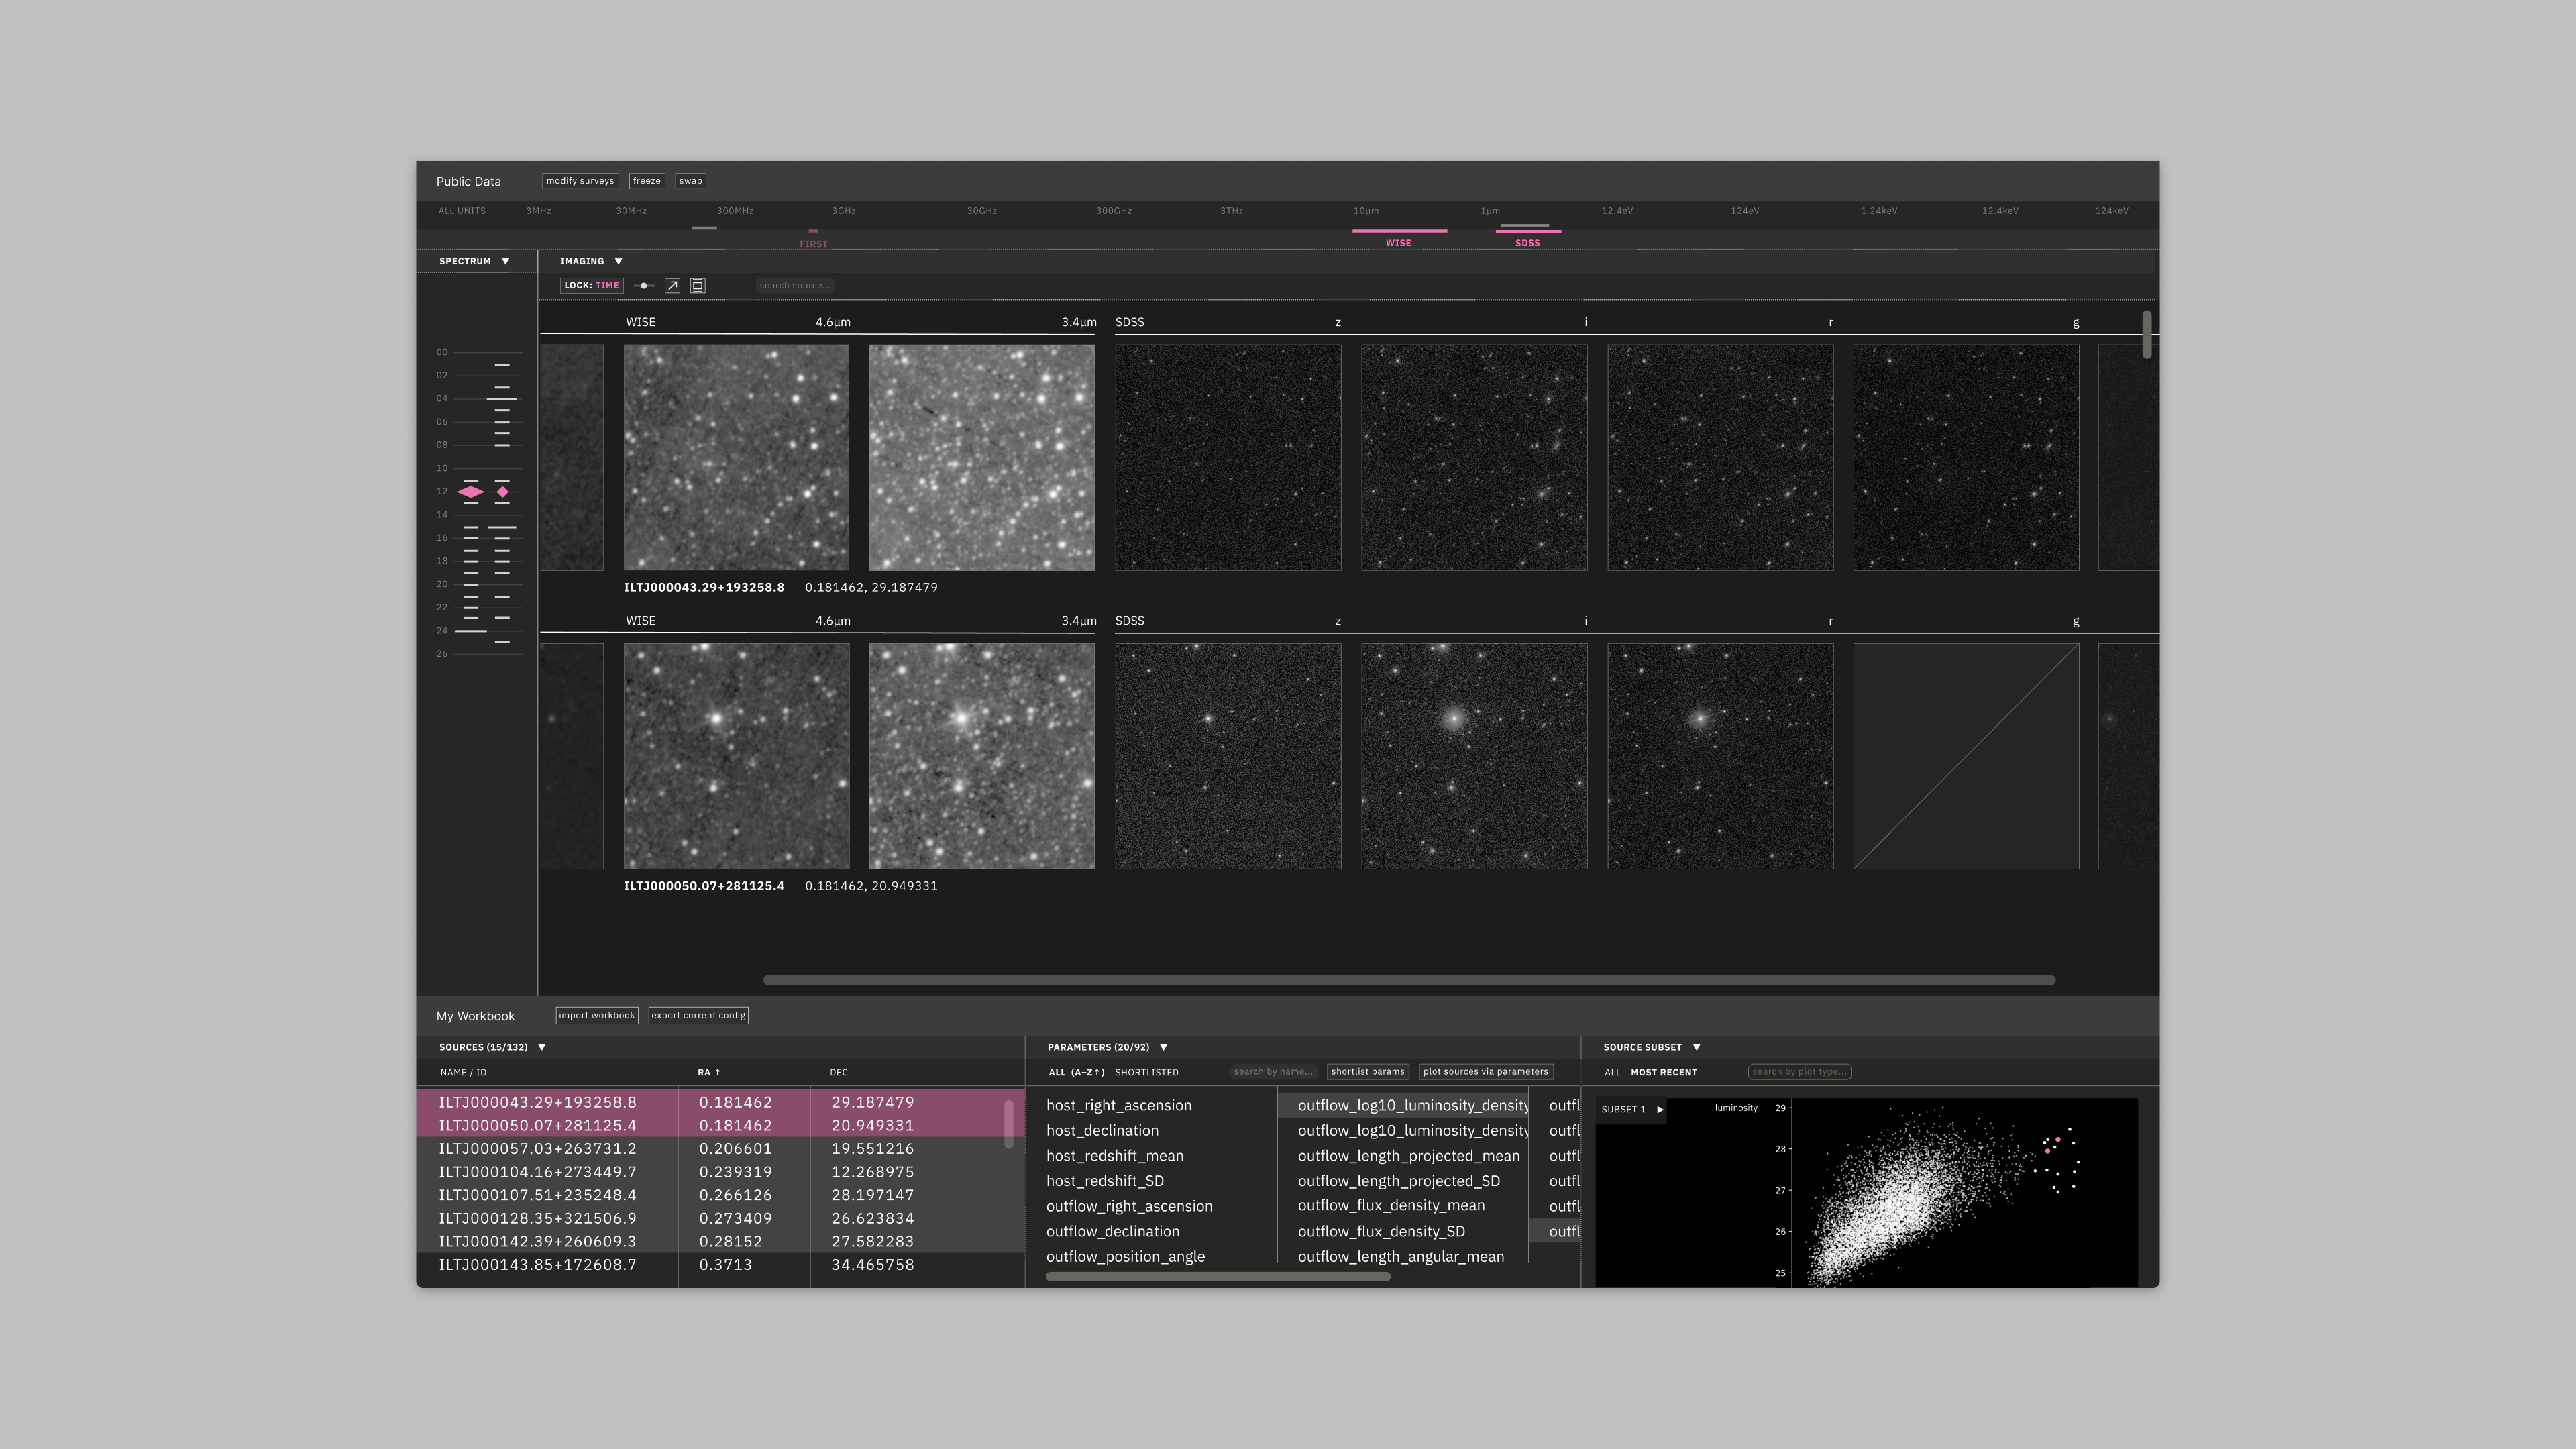 Public Data modify surveys freeze swap
ALL UNITS 3MHz 30MHz 300MHz 3GHz 30GHz 300GHz 3THz 10µm 1µm 12.4eV 124eV 1.24keV 12.4keV 124keV
FIRST WISE SDSS
SPECTRUM ▼ IMAGING ▼
LOCK: TIME search source...
WISE 4.6µm 3.4µm SDSS z i r g
00
02
04
06
08
10
12
14
16
18
20
22
24
26
ILTJ000043.29+193258.8 0.181462, 29.187479
WISE 4.6µm 3.4µm SDSS z i r g
ILTJ000050.07+281125.4 0.181462, 20.949331
My Workbook import workbook export current config
SOURCES (15/132) ▼
NAME / ID RA ↑ DEC
ILTJ000043.29+193258.8 0.181462 29.187479
ILTJ000050.07+281125.4 0.181462 20.949331
ILTJ000057.03+263731.2 0.206601 19.551216
ILTJ000104.16+273449.7 0.239319 12.268975
ILTJ000107.51+235248.4 0.266126 28.197147
ILTJ000128.35+321506.9 0.273409 26.623834
ILTJ000142.39+260609.3 0.28152 27.582283
ILTJ000143.85+172608.7 0.3713 34.465758
PARAMETERS (20/92) ▼
ALL (A–Z↑) SHORTLISTED search by name... shortlist params plot sources via parameters
host_right_ascension outflow_log10_luminosity_density outfl
host_declination outflow_log10_luminosity_density outfl
host_redshift_mean outflow_length_projected_mean outfl
host_redshift_SD outflow_length_projected_SD outfl
outflow_right_ascension outflow_flux_density_mean outfl
outflow_declination outflow_flux_density_SD outfl
outflow_position_angle outflow_length_angular_mean
SOURCE SUBSET ▼
ALL MOST RECENT search by plot type...
SUBSET 1 ▶ luminosity 29
28
27
26
25